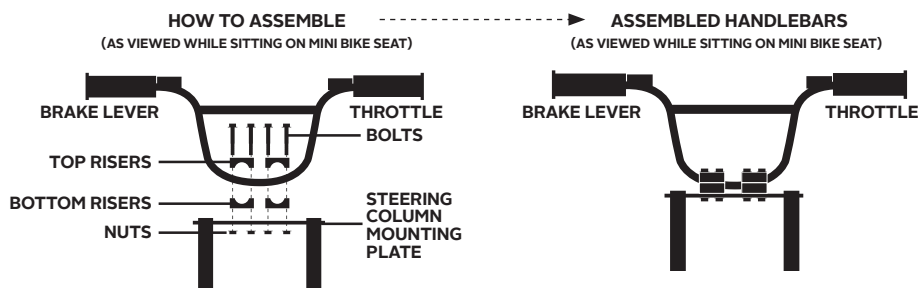 HOW TO ASSEMBLE
(AS VIEWED WHILE SITTING ON MINI BIKE SEAT)
BRAKE LEVER
THROTTLE
BOLTS
TOP RISERS
BOTTOM RISERS
STEERING
COLUMN
MOUNTING
PLATE
NUTS
ASSEMBLED HANDLEBARS
(AS VIEWED WHILE SITTING ON MINI BIKE SEAT)
BRAKE LEVER
THROTTLE